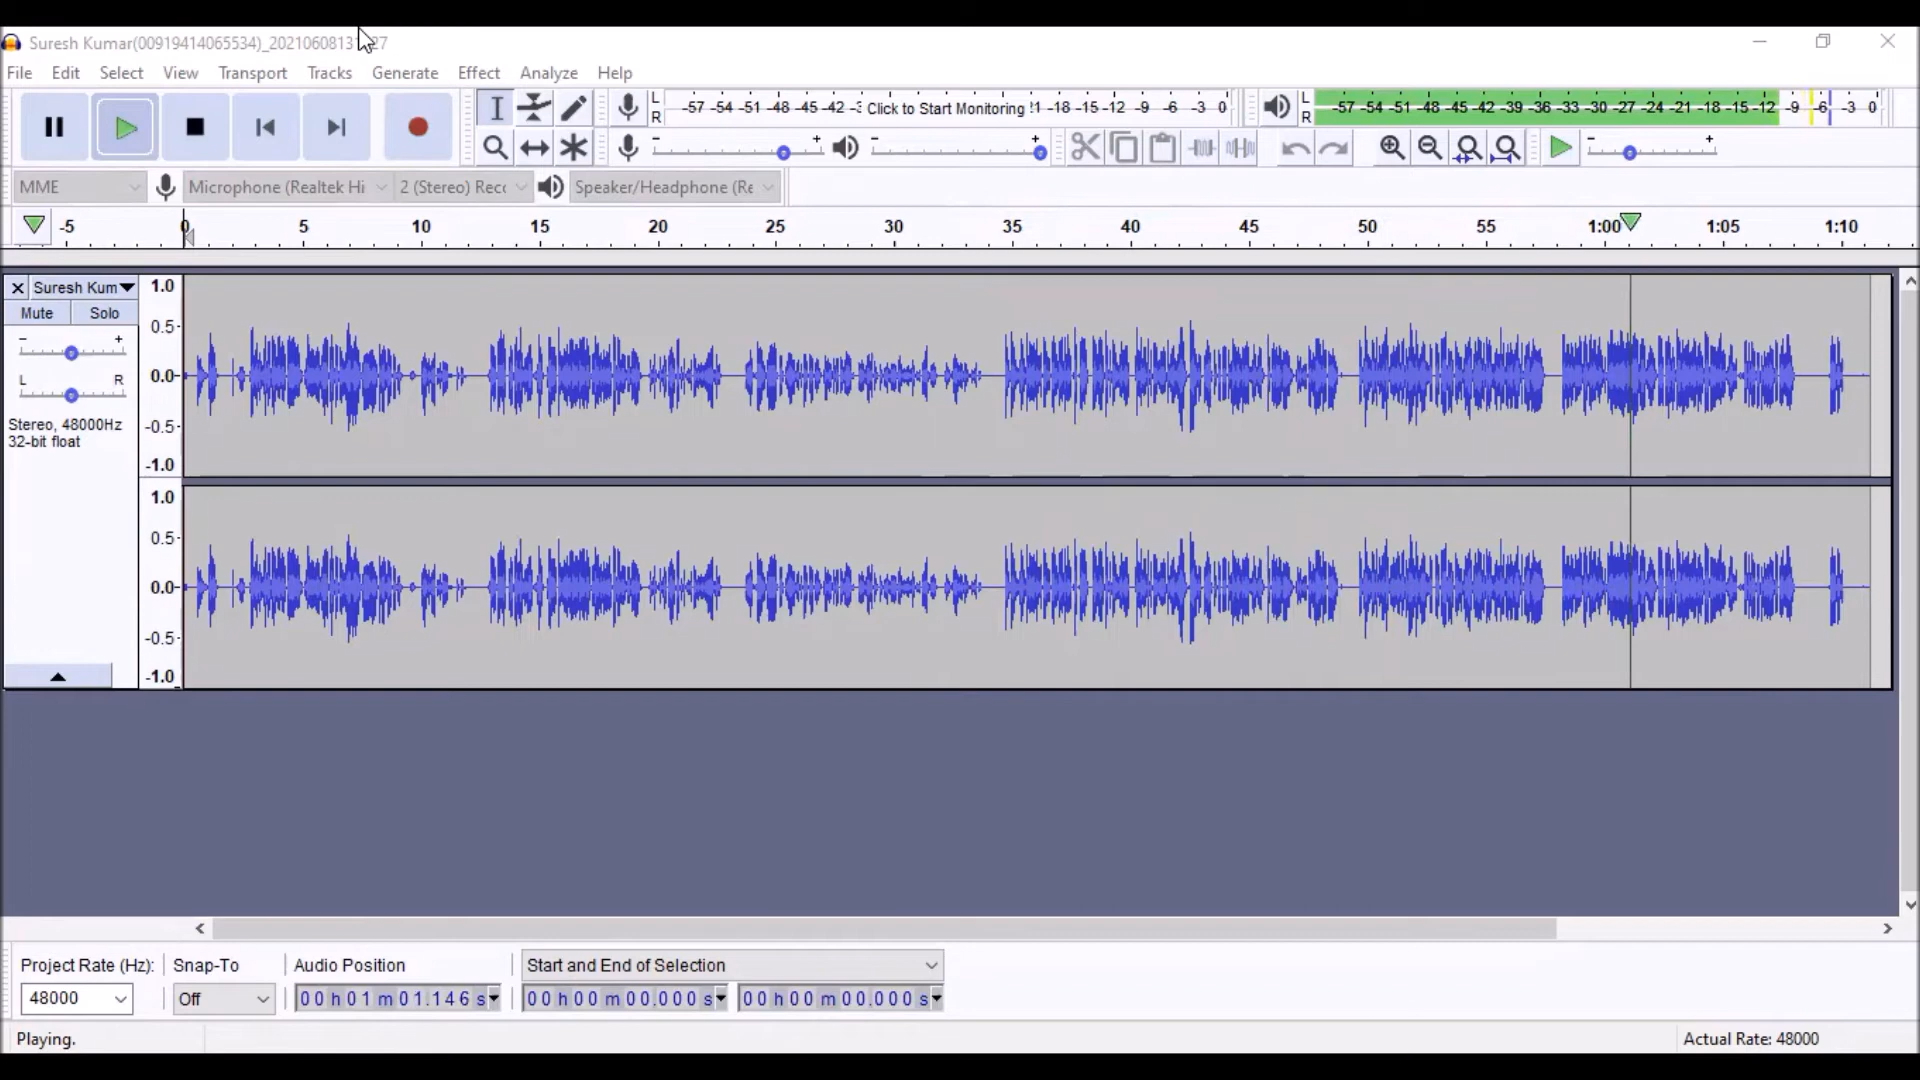 Suresh Kumar(00919414065534)_2021060813 27
File Edit Select View Transport Tracks Generate Effect Analyze Help
L R -57 -54 -51 -48 -45 -42 Click to Start Monitoring -18 -15 -12 -9 -6 -3 0
L R -57 -54 -51 -48 -45 -42 -39 -36 -33 -30 -27 -24 -21 -18 -15 -12 -9 -6 -3 0
MME Microphone (Realtek Hi 2 (Stereo) Recc Speaker/Headphone (Re
-5 0 5 10 15 20 25 30 35 40 45 50 55 1:00 1:05 1:10
Suresh Kum
Mute Solo
- +
L R
Stereo, 48000Hz
32-bit float
1.0
0.5
0.0
-0.5
-1.0
1.0
0.5
0.0
-0.5
-1.0
Project Rate (Hz): Snap-To Audio Position Start and End of Selection
48000 Off 00 h 01 m 01.146 s 00 h 00 m 00.000 s 00 h 00 m 00.000 s
Playing. Actual Rate: 48000